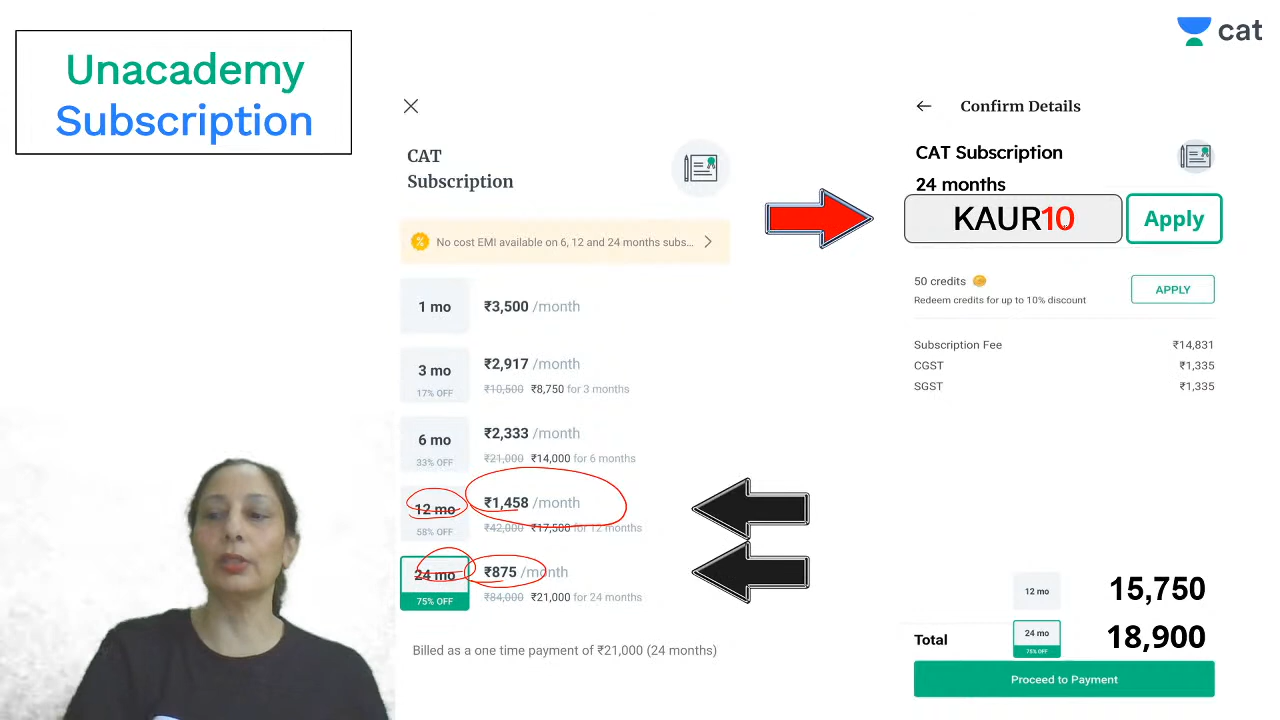 Unacademy
Subscription
cat
CAT
Subscription
No cost EMI available on 6, 12 and 24 months subs...
1 mo
₹3,500 /month
3 mo
17% OFF
₹2,917 /month
₹10,500 ₹8,750 for 3 months
6 mo
33% OFF
₹2,333 /month
₹21,000 ₹14,000 for 6 months
12 mo
58% OFF
₹1,458 /month
₹42,000 ₹17,500 for 12 months
24 mo
75% OFF
₹875 /month
₹84,000 ₹21,000 for 24 months
Billed as a one time payment of ₹21,000 (24 months)
Confirm Details
CAT Subscription
24 months
KAUR10
Apply
50 credits
Redeem credits for up to 10% discount
APPLY
Subscription Fee ₹14,831
CGST ₹1,335
SGST ₹1,335
12 mo 15,750
Total
24 mo
75% OFF
18,900
Proceed to Payment